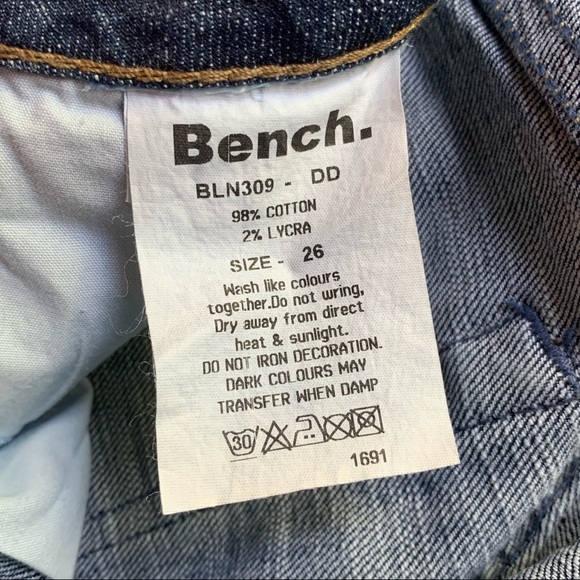 Bench.
BLN309 - DD
98% COTTON
2% LYCRA
SIZE - 26
Wash like colours
together.Do not wring,
Dry away from direct
heat & sunlight.
DO NOT IRON DECORATION.
DARK COLOURS MAY
TRANSFER WHEN DAMP
30
1691